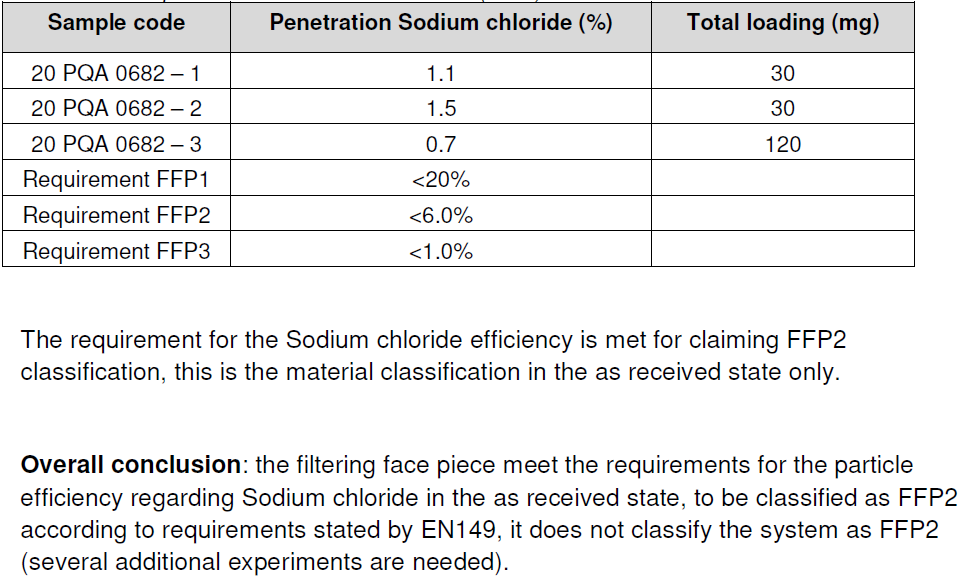 Sample code Penetration Sodium chloride (%) Total loading (mg)
20 PQA 0682 – 1 1.1 30
20 PQA 0682 – 2 1.5 30
20 PQA 0682 – 3 0.7 120
Requirement FFP1 <20%
Requirement FFP2 <6.0%
Requirement FFP3 <1.0%
The requirement for the Sodium chloride efficiency is met for claiming FFP2
classification, this is the material classification in the as received state only.
Overall conclusion: the filtering face piece meet the requirements for the particle
efficiency regarding Sodium chloride in the as received state, to be classified as FFP2
according to requirements stated by EN149, it does not classify the system as FFP2
(several additional experiments are needed).